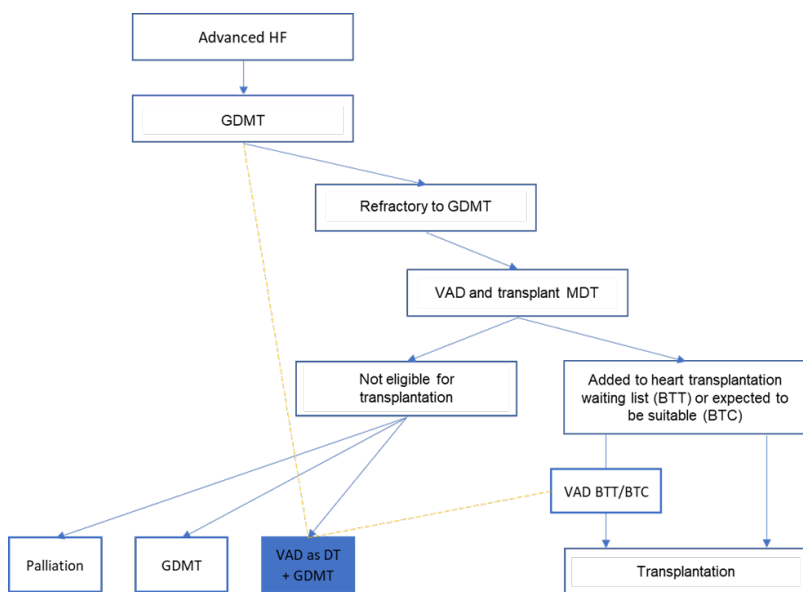 Advanced HF
GDMT
Refractory to GDMT
VAD and transplant MDT
Not eligible for
transplantation
Added to heart transplantation
waiting list (BTT) or expected to
be suitable (BTC)
VAD BTT/BTC
Palliation
GDMT
VAD as DT
+ GDMT
Transplantation